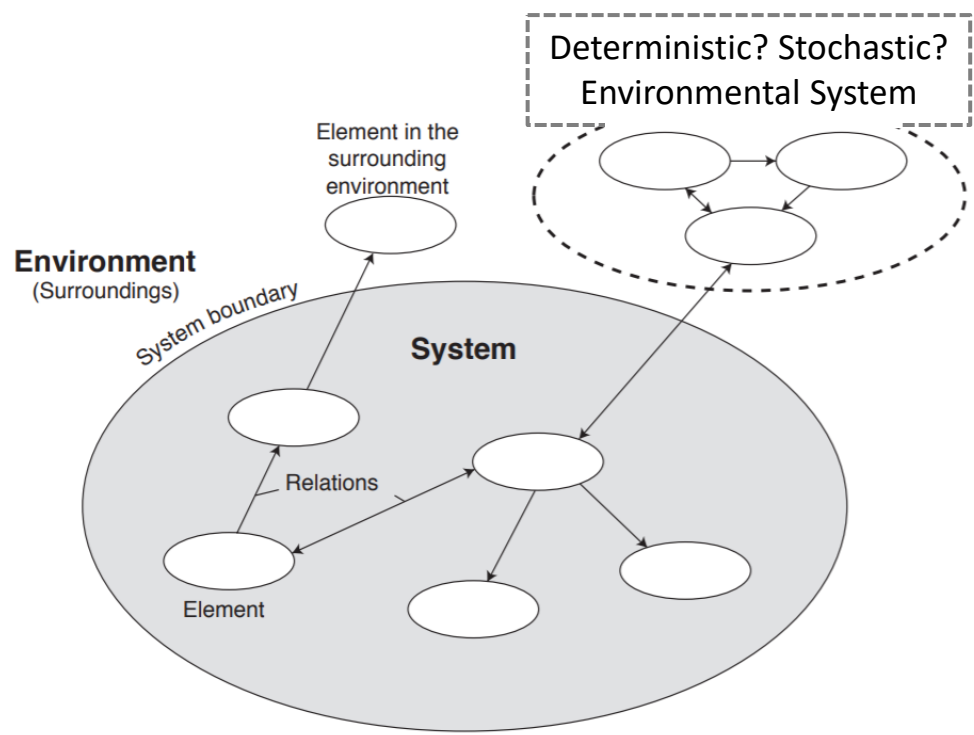 Deterministic? Stochastic?
Environmental System
Element in the
surrounding
environment
Environment
(Surroundings)
System boundary
System
Relations
Element